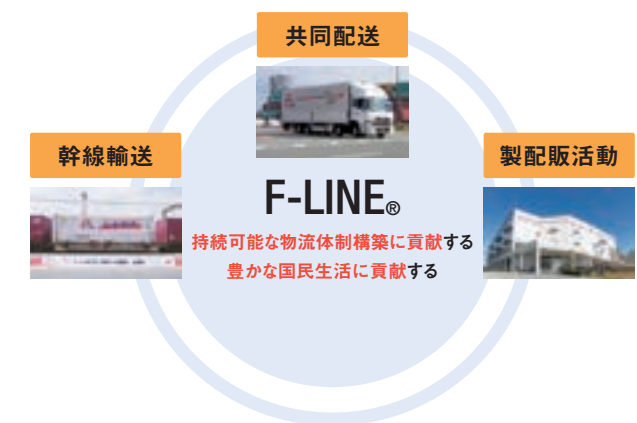 共同配送
幹線輸送
製配販活動
F-LINE®
持続可能な物流体制構築に貢献する
豊かな国民生活に貢献する